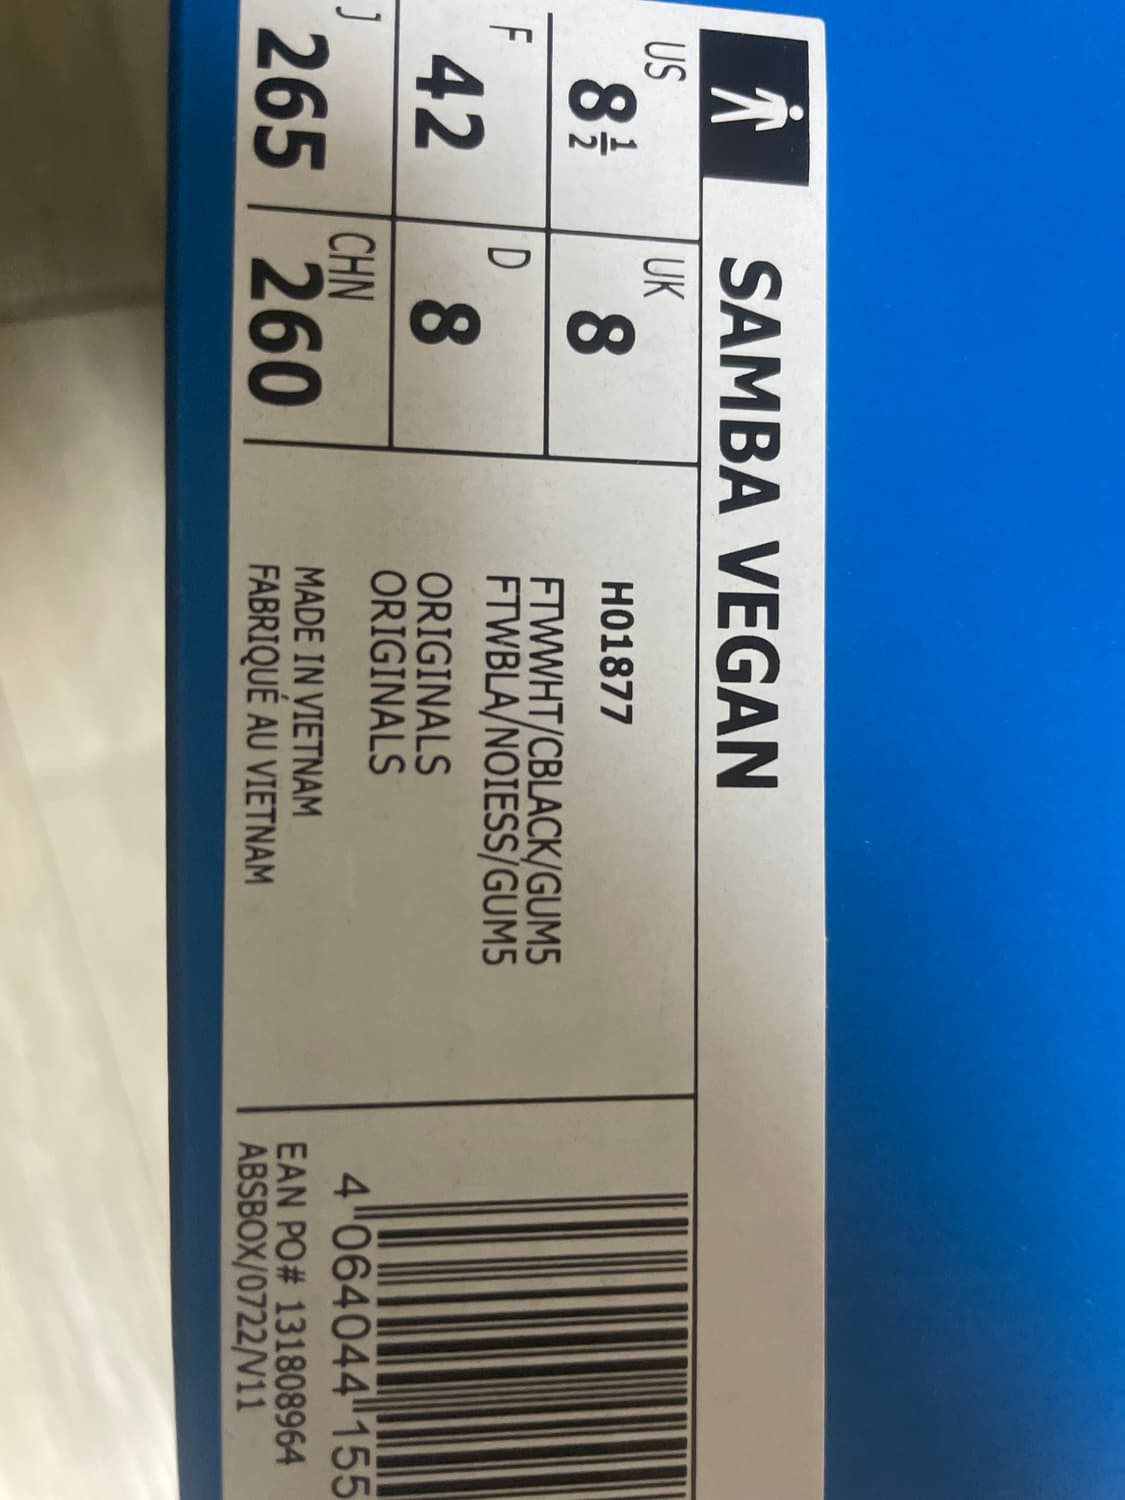 SAMBA VEGAN
US 8½ UK 8
F 42 D 8
J 265 CHN 260
H01877
FTWWHT/CBLACK/GUM5
FTWBLA/NOIESS/GUM5
ORIGINALS
ORIGINALS
MADE IN VIETNAM
FABRIQUÉ AU VIETNAM
4 064044 155
EAN PO# 131808964
ABSBOX/0722/V11